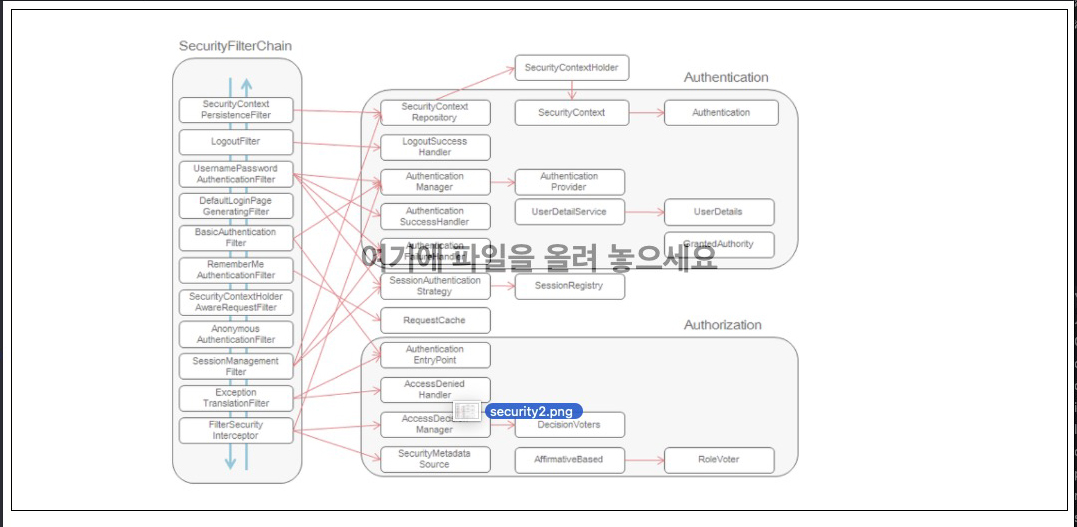 SecurityFilterChain
SecurityContext
PersistenceFilter
LogoutFilter
UsernamePassword
AuthenticationFilter
DefaultLoginPage
GeneratingFilter
BasicAuthentication
Filter
RememberMe
AuthenticationFilter
SecurityContextHolder
AwareRequestFilter
Anonymous
AuthenticationFilter
SessionManagement
Filter
Exception
TranslationFilter
FilterSecurity
Interceptor
SecurityContextHolder
Authentication
SecurityContext
Repository
SecurityContext
Authentication
LogoutSuccess
Handler
Authentication
Manager
Authentication
Provider
Authentication
SuccessHandler
UserDetailService
UserDetails
Authentication
FailureHandler
GrantedAuthority
여기에 파일을 올려 놓으세요
SessionAuthentication
Strategy
SessionRegistry
RequestCache
Authorization
Authentication
EntryPoint
AccessDenied
Handler
security2.png
Manager
DecisionVoters
SecurityMetadata
Source
AffirmativeBased
RoleVoter